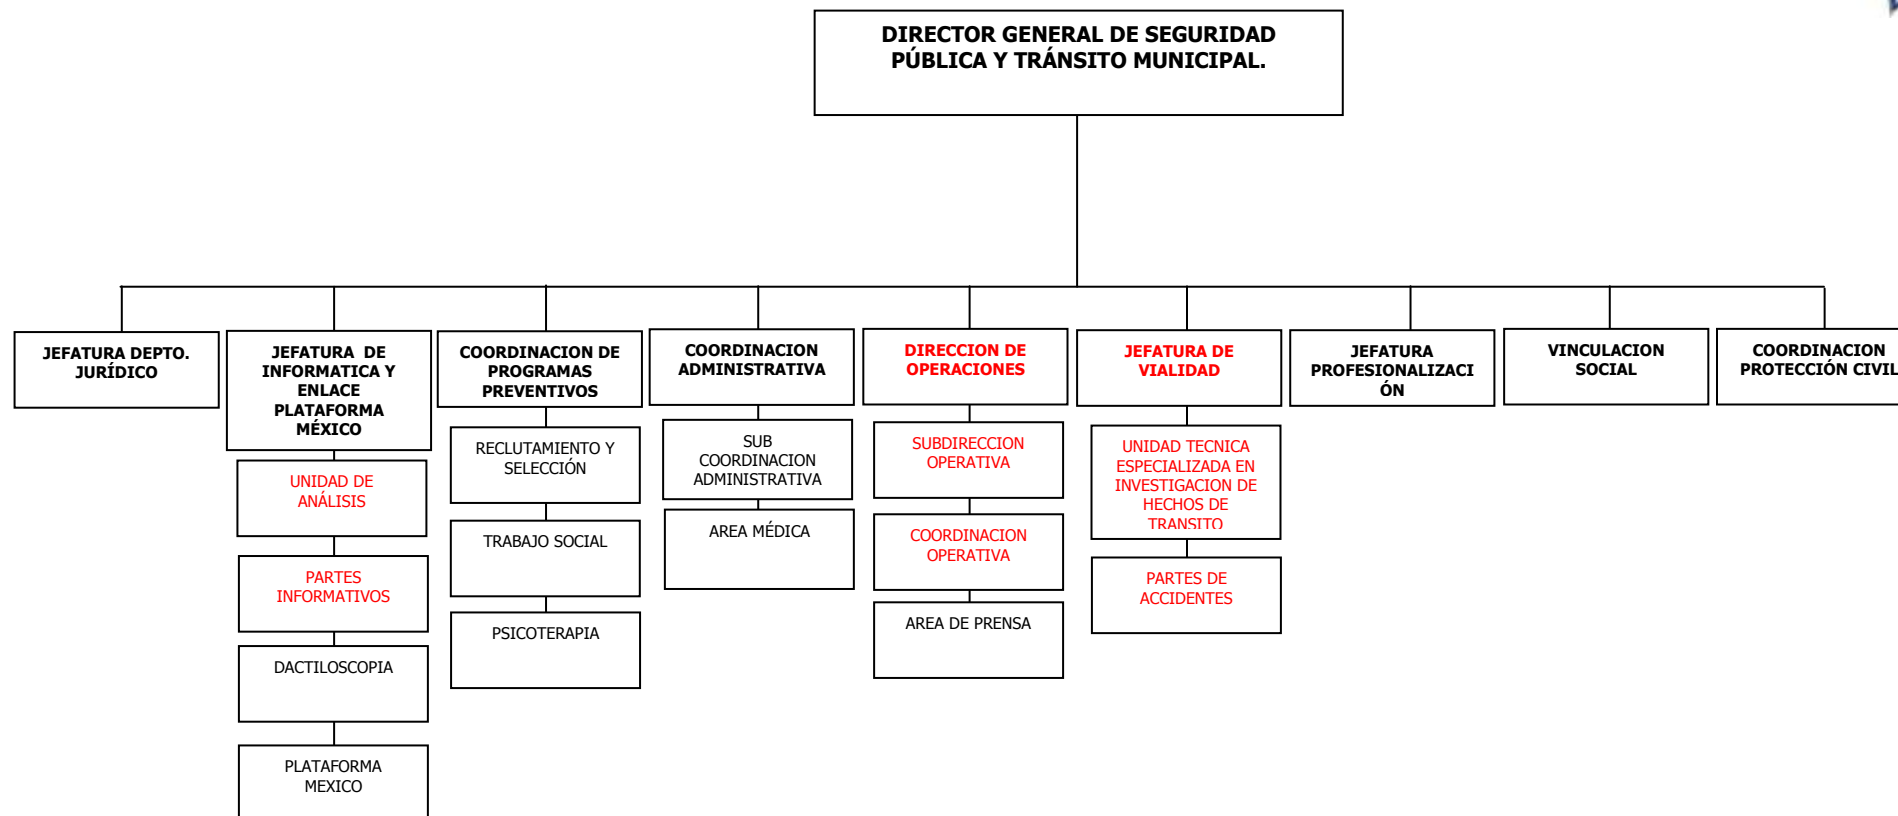 DIRECTOR GENERAL DE SEGURIDAD
PÚBLICA Y TRÁNSITO MUNICIPAL.
JEFATURA DEPTO.
JURÍDICO
JEFATURA DE
INFORMATICA Y
ENLACE
PLATAFORMA
MÉXICO
UNIDAD DE
ANÁLISIS
PARTES
INFORMATIVOS
DACTILOSCOPIA
PLATAFORMA
MEXICO
COORDINACION DE
PROGRAMAS
PREVENTIVOS
RECLUTAMIENTO Y
SELECCIÓN
TRABAJO SOCIAL
PSICOTERAPIA
COORDINACION
ADMINISTRATIVA
SUB
COORDINACION
ADMINISTRATIVA
AREA MÉDICA
DIRECCION DE
OPERACIONES
SUBDIRECCION
OPERATIVA
COORDINACION
OPERATIVA
AREA DE PRENSA
JEFATURA DE
VIALIDAD
UNIDAD TECNICA
ESPECIALIZADA EN
INVESTIGACION DE
HECHOS DE
TRANSITO
PARTES DE
ACCIDENTES
JEFATURA
PROFESIONALIZACI
ÓN
VINCULACION
SOCIAL
COORDINACION
PROTECCIÓN CIVIL